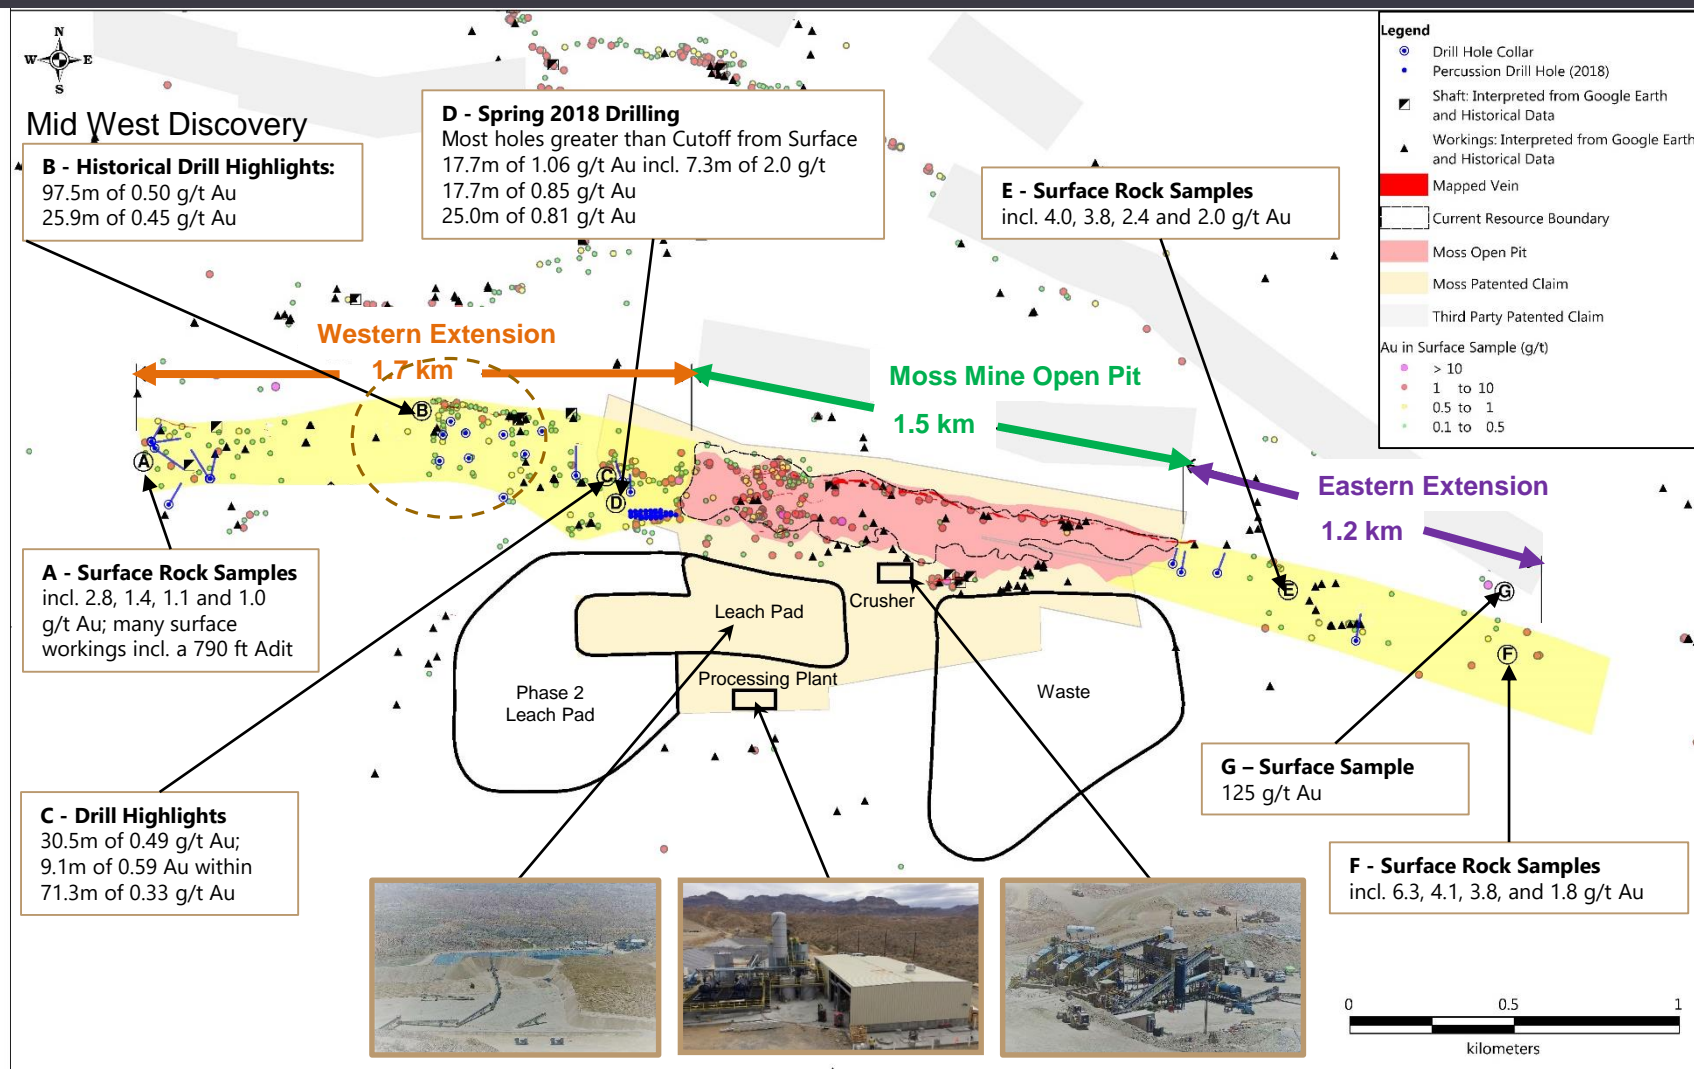 N
W E
S
Mid West Discovery
B - Historical Drill Highlights:
97.5m of 0.50 g/t Au
25.9m of 0.45 g/t Au
D - Spring 2018 Drilling
Most holes greater than Cutoff from Surface
17.7m of 1.06 g/t Au incl. 7.3m of 2.0 g/t
17.7m of 0.85 g/t Au
25.0m of 0.81 g/t Au
E - Surface Rock Samples
incl. 4.0, 3.8, 2.4 and 2.0 g/t Au
Legend
Drill Hole Collar
Percussion Drill Hole (2018)
Shaft: Interpreted from Google Earth
and Historical Data
Workings: Interpreted from Google Earth
and Historical Data
Mapped Vein
Current Resource Boundary
Moss Open Pit
Moss Patented Claim
Third Party Patented Claim
Au in Surface Sample (g/t)
> 10
1 to 10
0.5 to 1
0.1 to 0.5
Western Extension
1.7 km
Moss Mine Open Pit
1.5 km
Eastern Extension
1.2 km
A
B
C
D
E
G
F
A - Surface Rock Samples
incl. 2.8, 1.4, 1.1 and 1.0
g/t Au; many surface
workings incl. a 790 ft Adit
Leach Pad
Crusher
Processing Plant
Phase 2
Leach Pad
Waste
G – Surface Sample
125 g/t Au
C - Drill Highlights
30.5m of 0.49 g/t Au;
9.1m of 0.59 Au within
71.3m of 0.33 g/t Au
F - Surface Rock Samples
incl. 6.3, 4.1, 3.8, and 1.8 g/t Au
0 0.5 1
kilometers